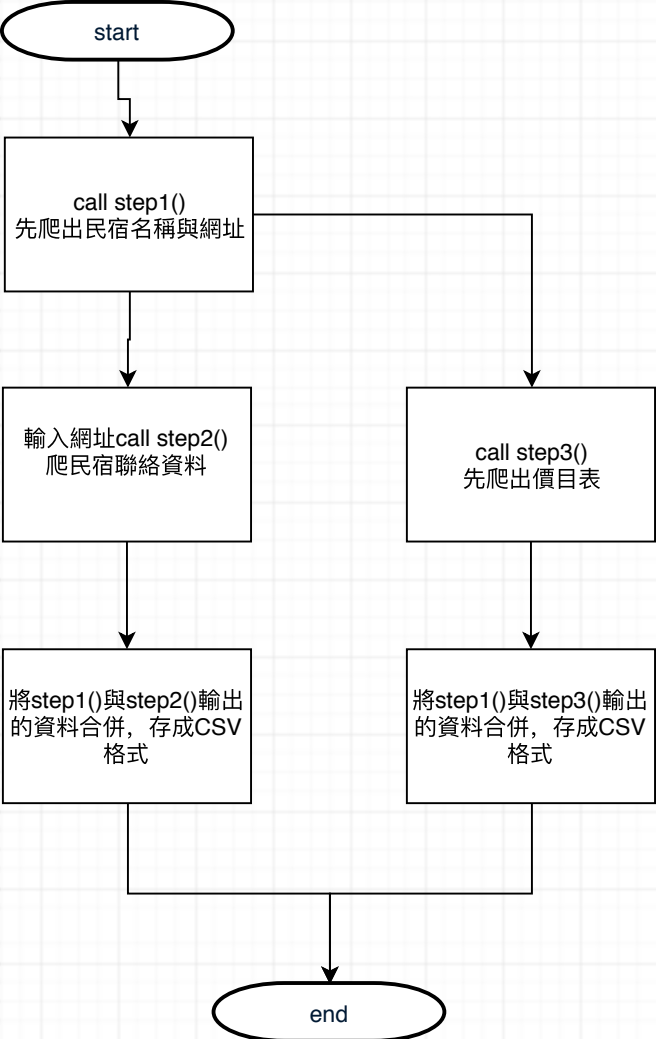 start
call step1()
先爬出民宿名稱與網址
輸入網址call step2()
爬民宿聯絡資料
call step3()
先爬出價目表
將step1()與step2()輸出
的資料合併，存成CSV
格式
將step1()與step3()輸出
的資料合併，存成CSV
格式
end